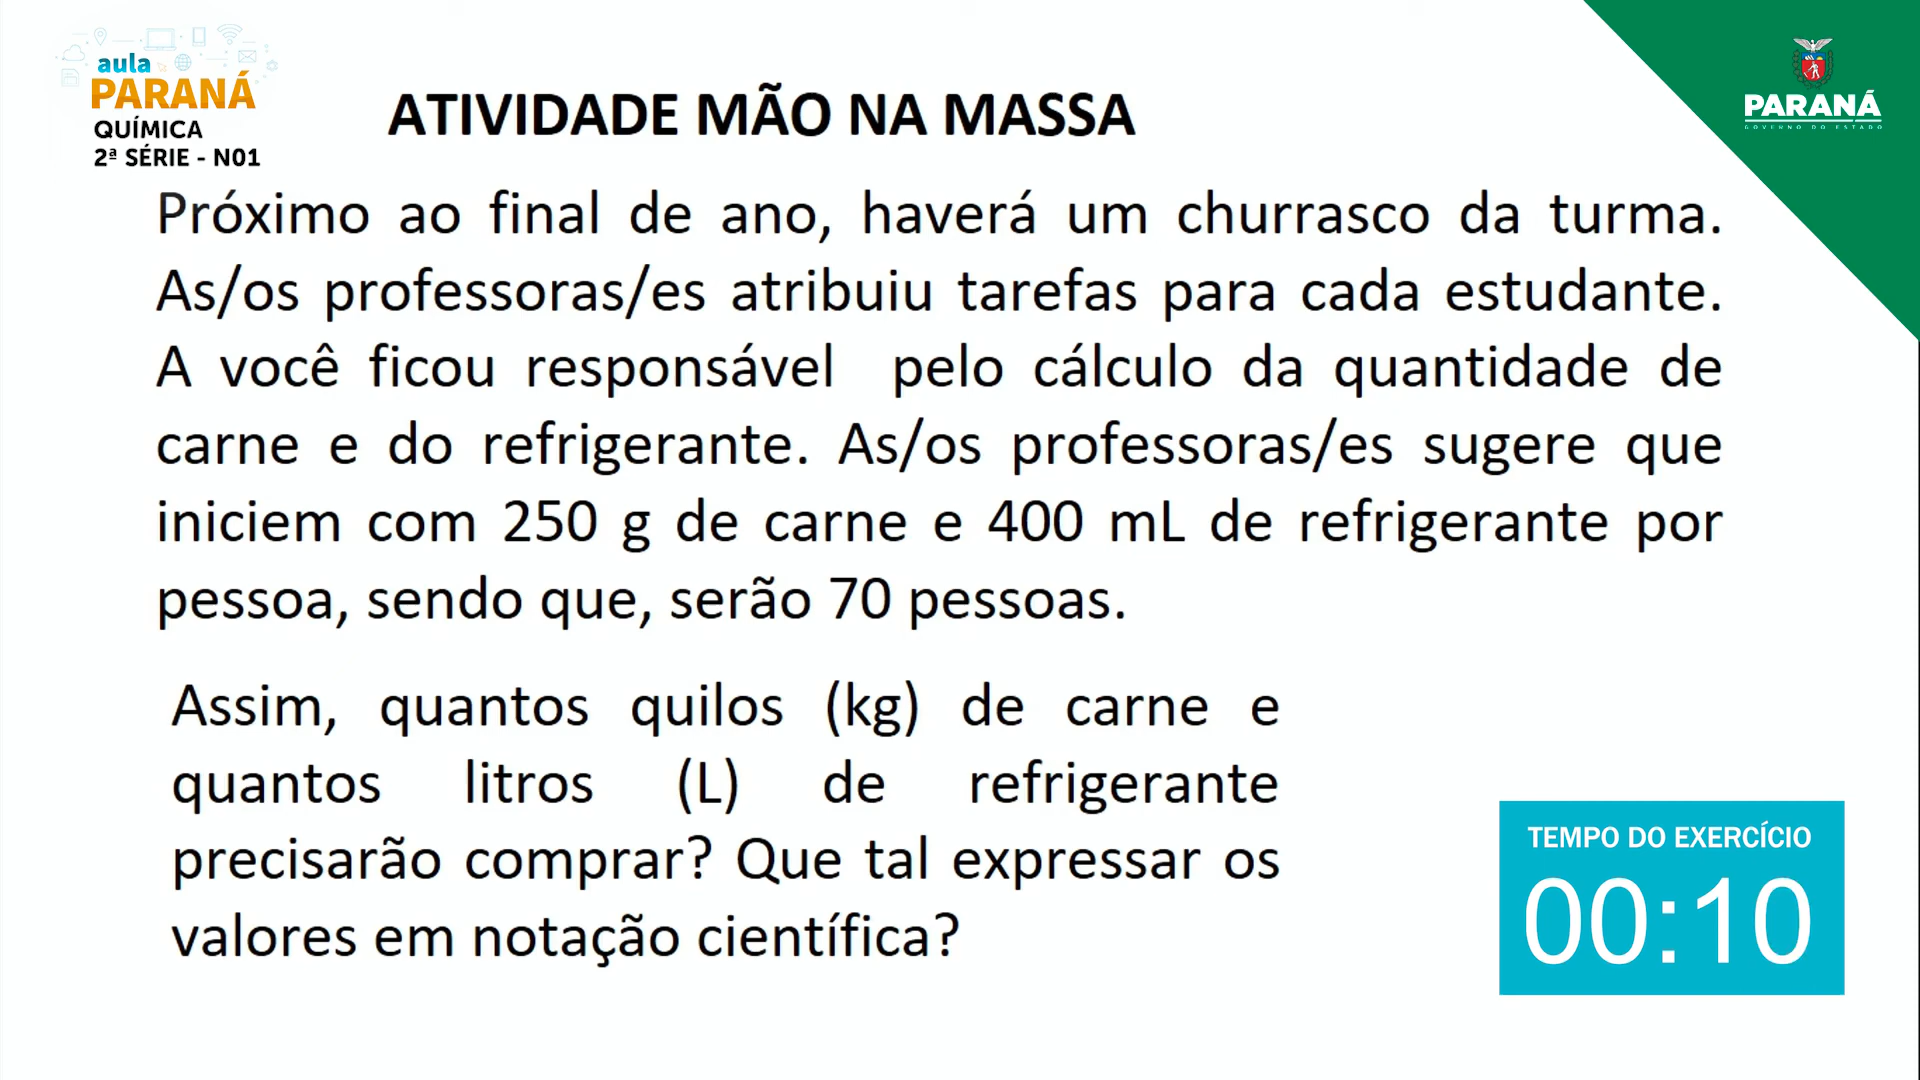 aula
PARANÁ
QUÍMICA
2ª SÉRIE - N01
ATIVIDADE MÃO NA MASSA
PARANÁ
GOVERNO DO ESTADO
Próximo ao final de ano, haverá um churrasco da turma.
As/os professoras/es atribuiu tarefas para cada estudante.
A você ficou responsável pelo cálculo da quantidade de
carne e do refrigerante. As/os professoras/es sugere que
iniciem com 250 g de carne e 400 mL de refrigerante por
pessoa, sendo que, serão 70 pessoas.
Assim, quantos quilos (kg) de carne e
quantos litros (L) de refrigerante
precisarão comprar? Que tal expressar os
valores em notação científica?
TEMPO DO EXERCÍCIO
00:10